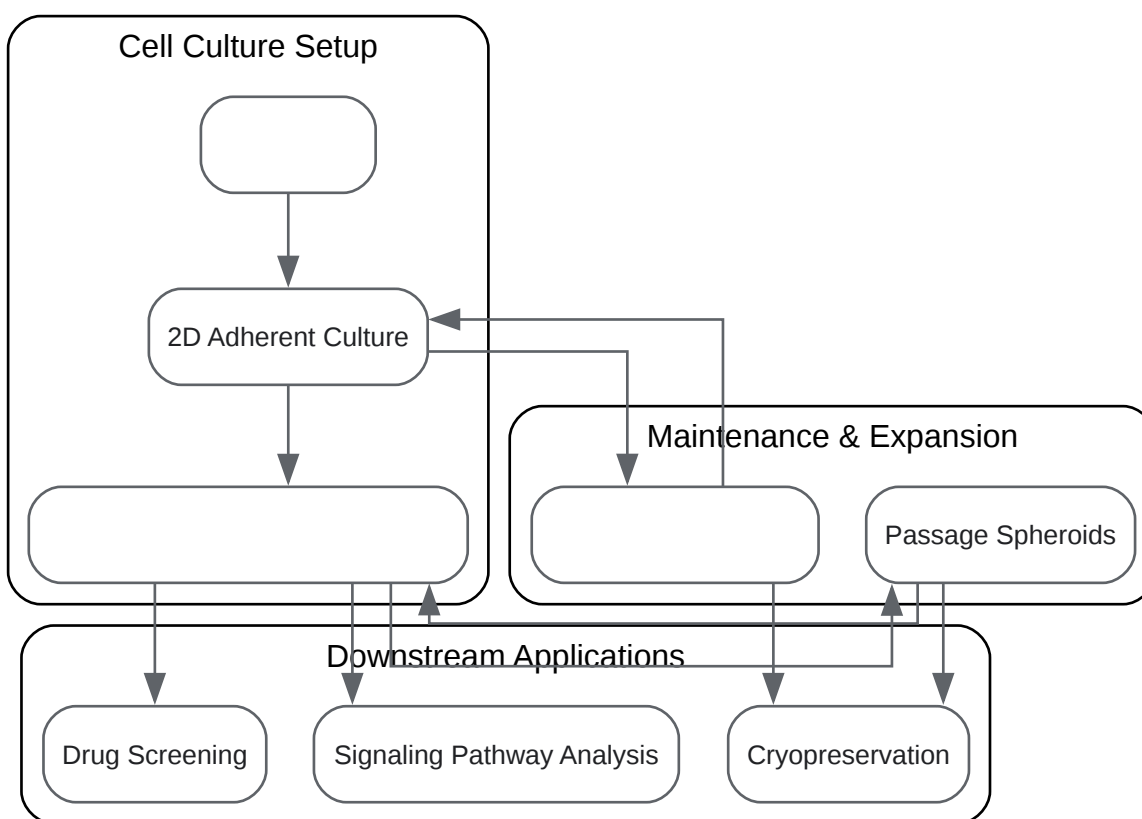 Cell Culture Setup
2D Adherent Culture
Maintenance & Expansion
Passage Spheroids
Downstream Applications
Drug Screening
Signaling Pathway Analysis
Cryopreservation